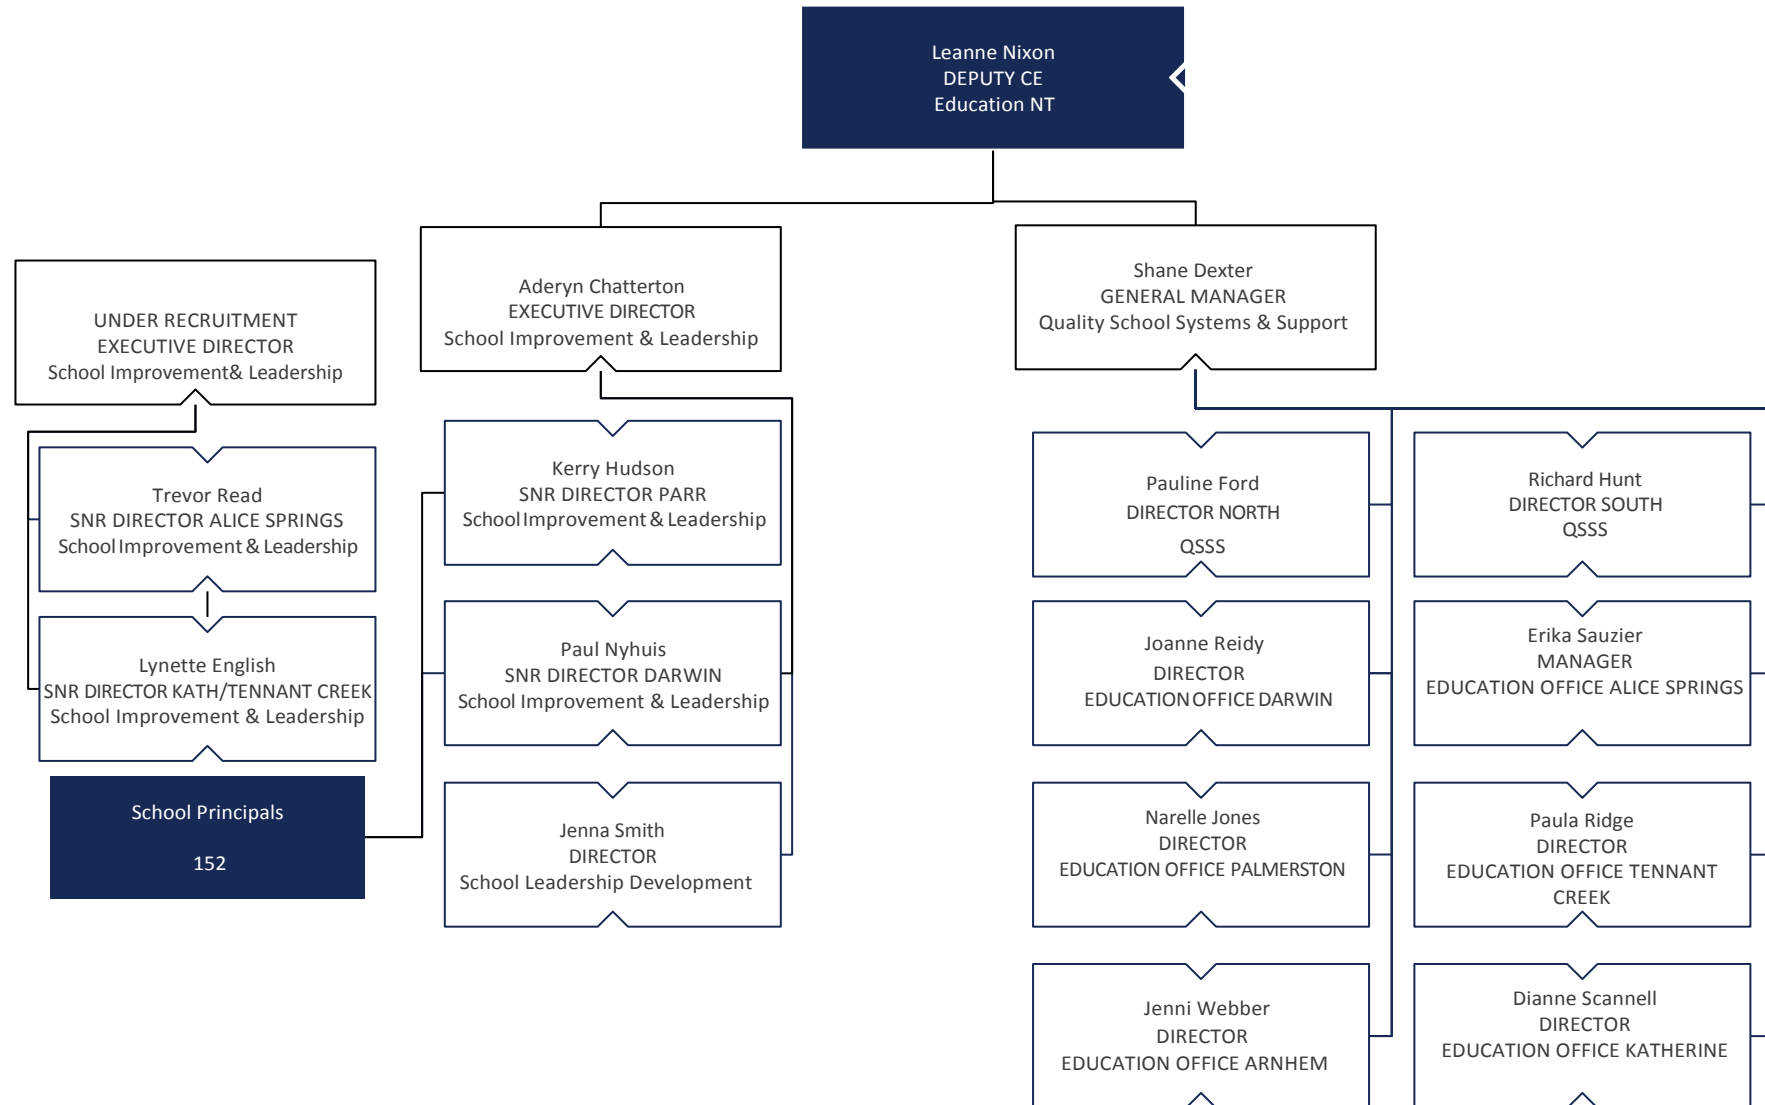 Leanne Nixon
DEPUTY CE
Education NT
UNDER RECRUITMENT
EXECUTIVE DIRECTOR
School Improvement& Leadership
Aderyn Chatterton
EXECUTIVE DIRECTOR
School Improvement & Leadership
Shane Dexter
GENERAL MANAGER
Quality School Systems & Support
Trevor Read
SNR DIRECTOR ALICE SPRINGS
School Improvement & Leadership
Lynette English
SNR DIRECTOR KATH/TENNANT CREEK
School Improvement & Leadership
School Principals
152
Kerry Hudson
SNR DIRECTOR PARR
School Improvement & Leadership
Paul Nyhuis
SNR DIRECTOR DARWIN
School Improvement & Leadership
Jenna Smith
DIRECTOR
School Leadership Development
Pauline Ford
DIRECTOR NORTH
QSSS
Joanne Reidy
DIRECTOR
EDUCATION OFFICE DARWIN
Narelle Jones
DIRECTOR
EDUCATION OFFICE PALMERSTON
Jenni Webber
DIRECTOR
EDUCATION OFFICE ARNHEM
Richard Hunt
DIRECTOR SOUTH
QSSS
Erika Sauzier
MANAGER
EDUCATION OFFICE ALICE SPRINGS
Paula Ridge
DIRECTOR
EDUCATION OFFICE TENNANT
CREEK
Dianne Scannell
DIRECTOR
EDUCATION OFFICE KATHERINE